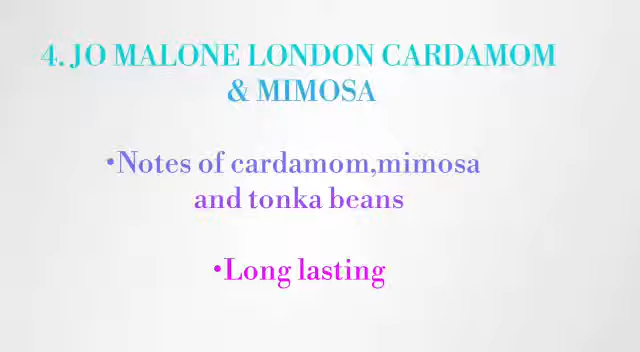 4. JO MALONE LONDON CARDAMOM
& MIMOSA
•Notes of cardamom,mimosa
and tonka beans
•Long lasting